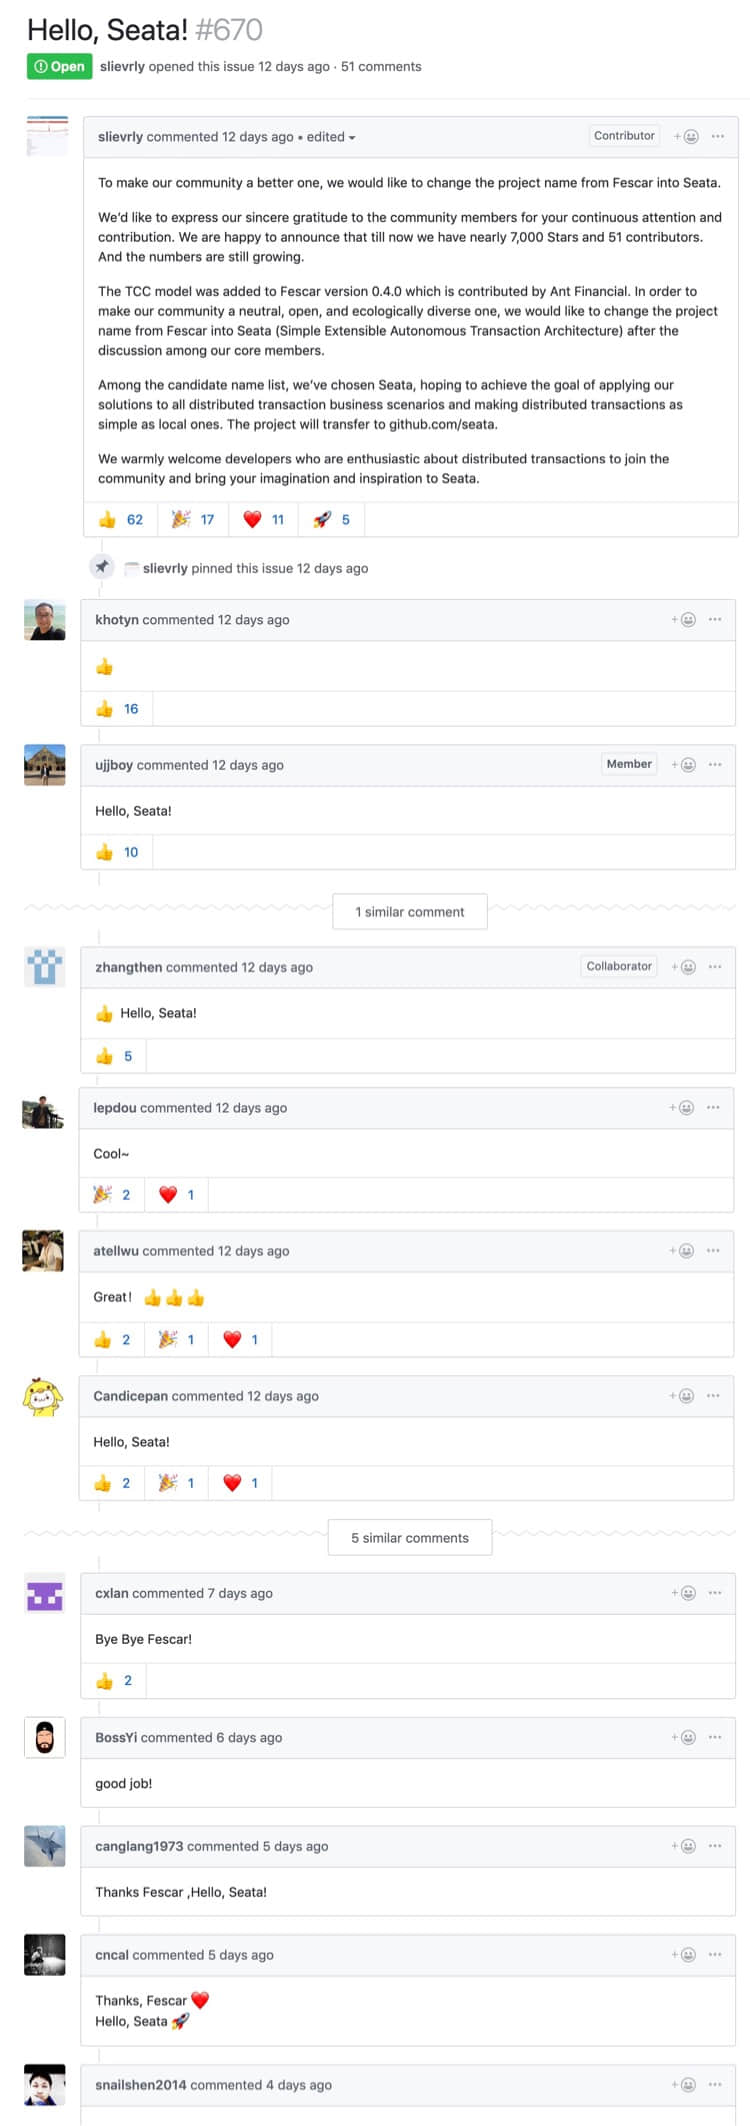 Hello, Seata! #670
Open slievrly opened this issue 12 days ago · 51 comments
slievrly commented 12 days ago • edited Contributor
To make our community a better one, we would like to change the project name from Fescar into Seata.
We'd like to express our sincere gratitude to the community members for your continuous attention and
contribution. We are happy to announce that till now we have nearly 7,000 Stars and 51 contributors.
And the numbers are still growing.
The TCC model was added to Fescar version 0.4.0 which is contributed by Ant Financial. In order to
make our community a neutral, open, and ecologically diverse one, we would like to change the project
name from Fescar into Seata (Simple Extensible Autonomous Transaction Architecture) after the
discussion among our core members.
Among the candidate name list, we've chosen Seata, hoping to achieve the goal of applying our
solutions to all distributed transaction business scenarios and making distributed transactions as
simple as local ones. The project will transfer to github.com/seata.
We warmly welcome developers who are enthusiastic about distributed transactions to join the
community and bring your imagination and inspiration to Seata.
👍 62 🎉 17 ❤️ 11 🚀 5
slievrly pinned this issue 12 days ago
khotyn commented 12 days ago
👍
👍 16
ujjboy commented 12 days ago Member
Hello, Seata!
👍 10
1 similar comment
zhangthen commented 12 days ago Collaborator
👍 Hello, Seata!
👍 5
lepdou commented 12 days ago
Cool~
🎉 2 ❤️ 1
atellwu commented 12 days ago
Great! 👍👍👍
👍 2 🎉 1 ❤️ 1
Candicepan commented 12 days ago
Hello, Seata!
👍 2 🎉 1 ❤️ 1
5 similar comments
cxlan commented 7 days ago
Bye Bye Fescar!
👍 2
BossYi commented 6 days ago
good job!
canglang1973 commented 5 days ago
Thanks Fescar ,Hello, Seata!
cncal commented 5 days ago
Thanks, Fescar ❤️
Hello, Seata 🚀
snailshen2014 commented 4 days ago